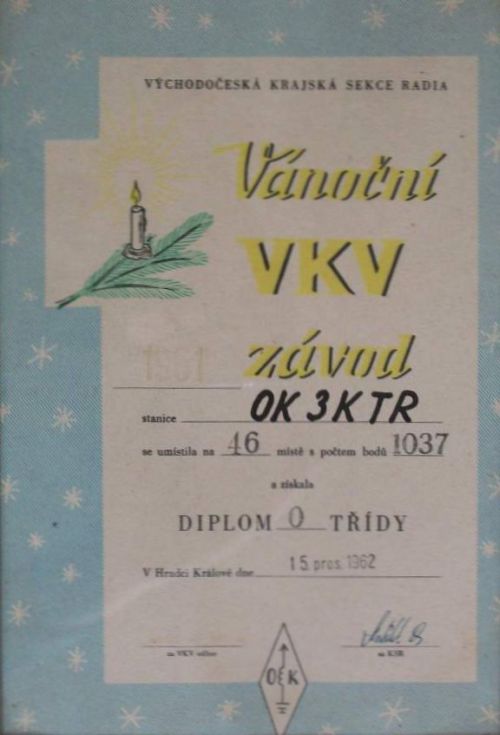 VÝCHODOČESKÁ KRAJSKÁ SEKCE RADIA
Vánoční
VKV
závod
1961
stanice OK3KTR
se umístila na 46 místě s počtem bodů 1037
a získala
DIPLOM 0 TŘÍDY
V Hradci Králové dne 15. pros. 1962
za VKV odbor za KSR
OK